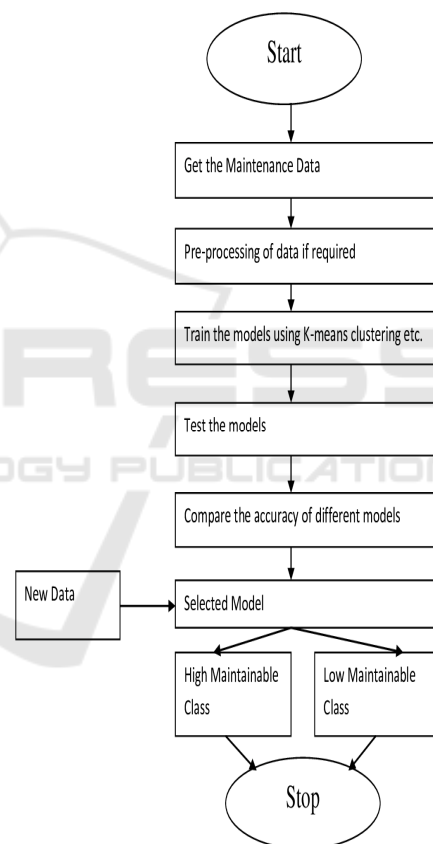 Start
Get the Maintenance Data
Pre-processing of data if required
Train the models using K-means clustering etc.
Test the models
Compare the accuracy of different models
New Data
Selected Model
High Maintainable
Class
Low Maintainable
Class
Stop